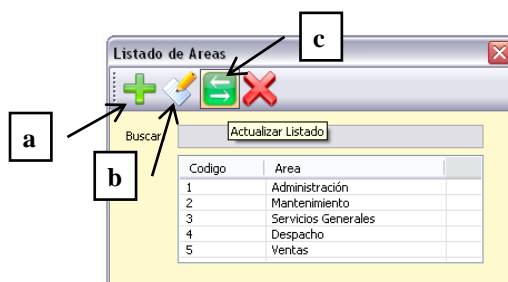 c
Listado de Areas
a
Buscar
Actualizar Listado
b
Codigo Area
1 Administración
2 Mantenimiento
3 Servicios Generales
4 Despacho
5 Ventas